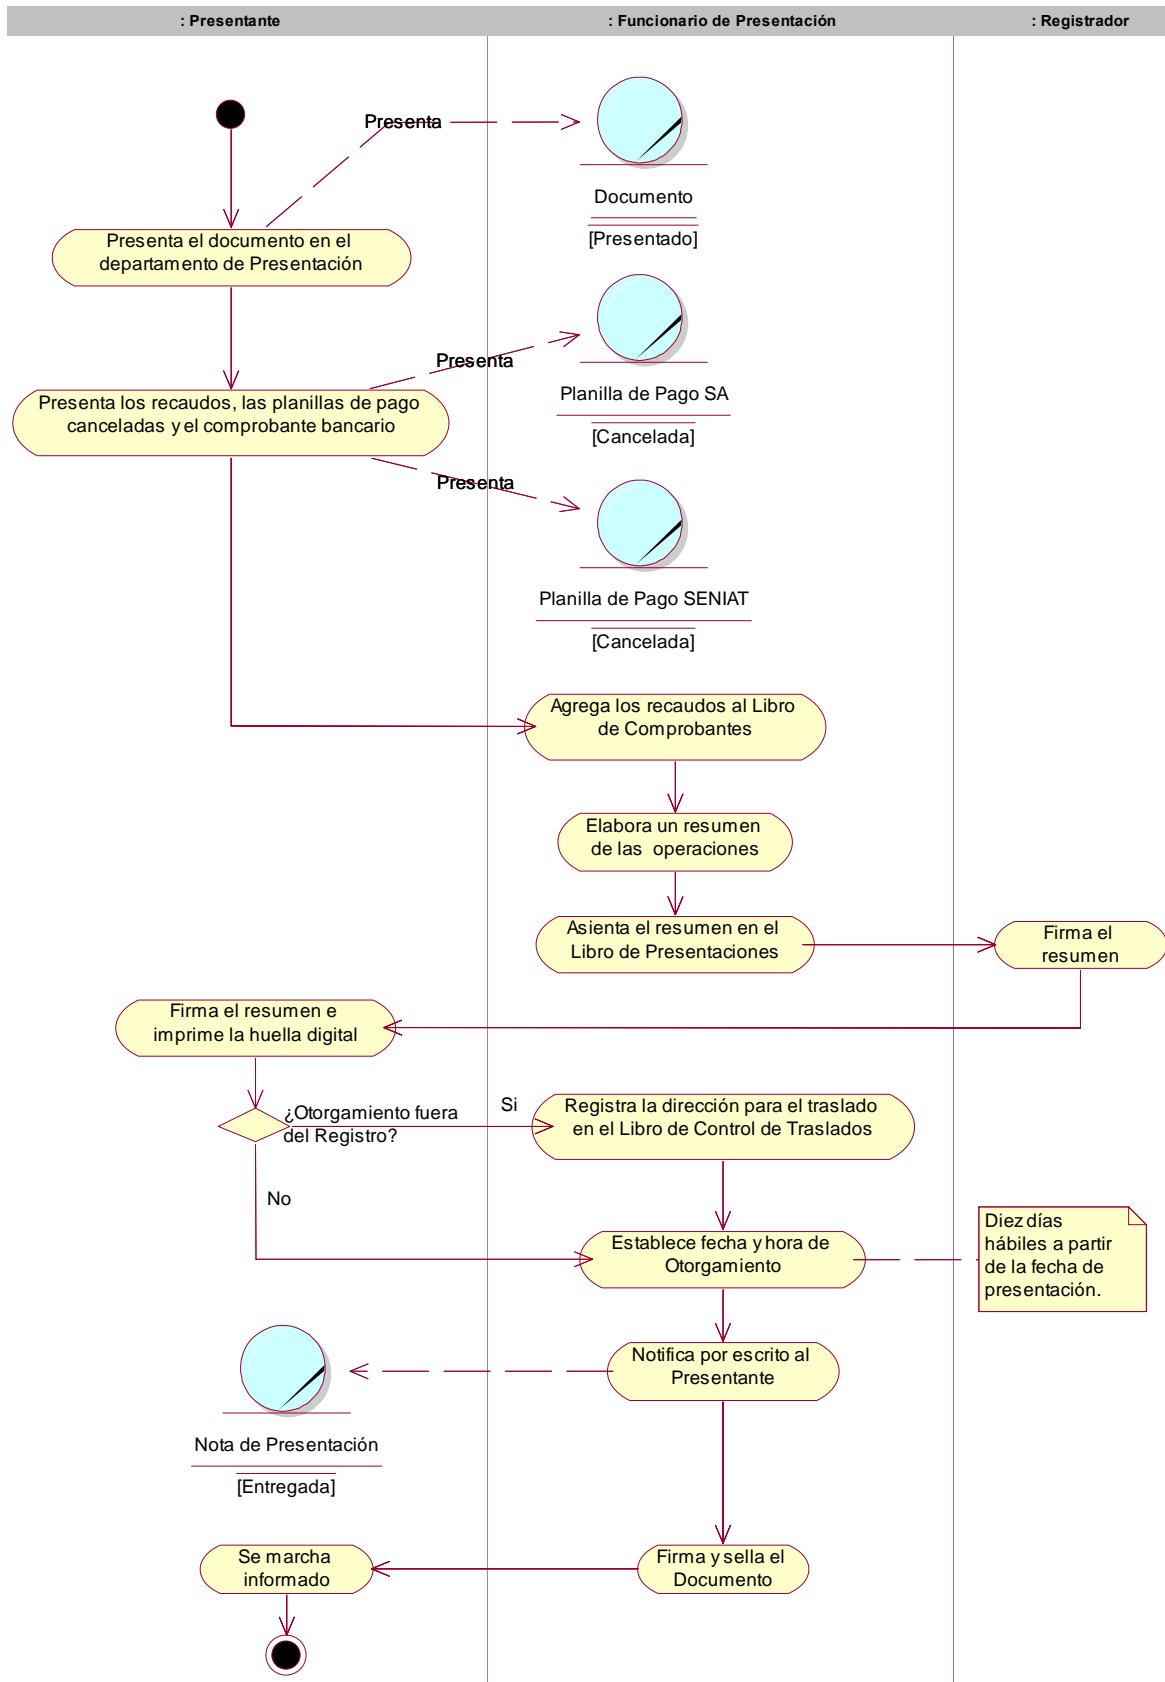 : Presentante
: Funcionario de Presentación
: Registrador
Presenta
Documento
[Presentado]
Presenta el documento en el
departamento de Presentación
Presenta
Planilla de Pago SA
[Cancelada]
Presenta los recaudos, las planillas de pago
canceladas y el comprobante bancario
Presenta
Planilla de Pago SENIAT
[Cancelada]
Agrega los recaudos al Libro
de Comprobantes
Elabora un resumen
de las operaciones
Asienta el resumen en el
Libro de Presentaciones
Firma el
resumen
Firma el resumen e
imprime la huella digital
¿Otorgamiento fuera
del Registro?
Si
Registra la dirección para el traslado
en el Libro de Control de Traslados
No
Establece fecha y hora de
Otorgamiento
Diez días
hábiles a partir
de la fecha de
presentación.
Notifica por escrito al
Presentante
Nota de Presentación
[Entregada]
Firma y sella el
Documento
Se marcha
informado